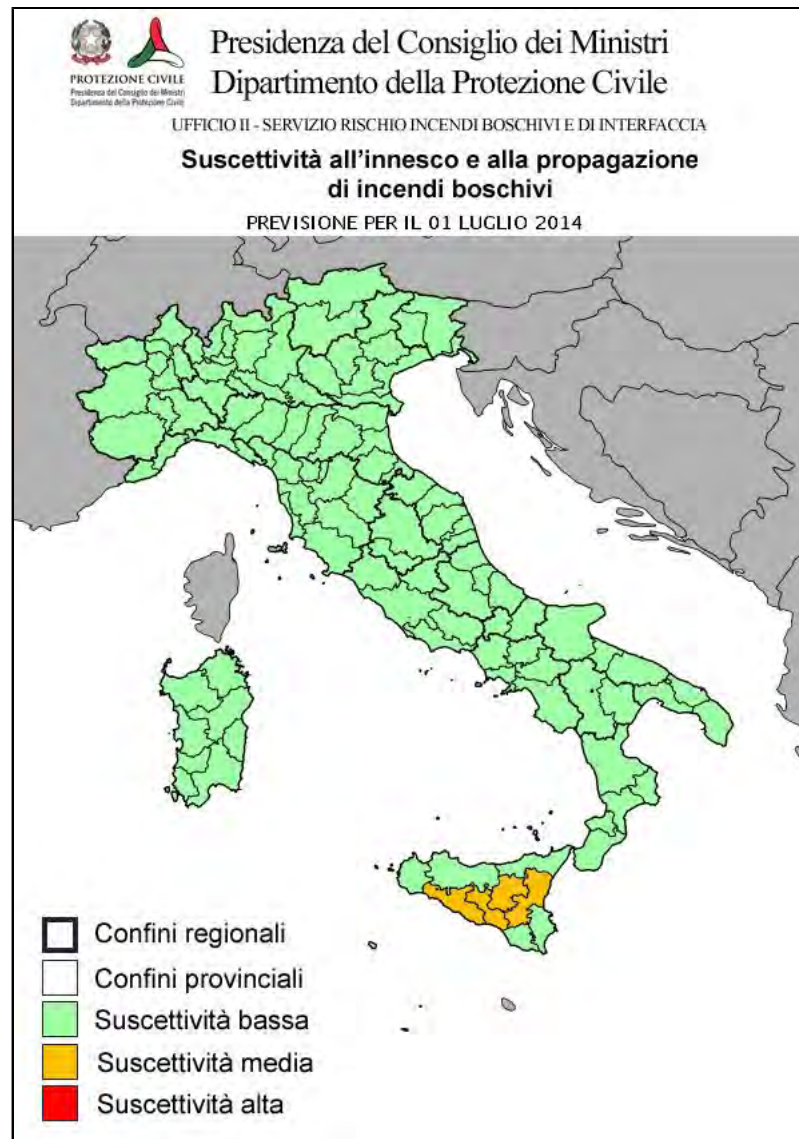 PROTEZIONE CIVILE
Presidenza del Consiglio dei Ministri
Dipartimento della Protezione Civile
Presidenza del Consiglio dei Ministri
Dipartimento della Protezione Civile
UFFICIO II - SERVIZIO RISCHIO INCENDI BOSCHIVI E DI INTERFACCIA
Suscettività all'innesco e alla propagazione
di incendi boschivi
PREVISIONE PER IL 01 LUGLIO 2014
Confini regionali
Confini provinciali
Suscettività bassa
Suscettività media
Suscettività alta